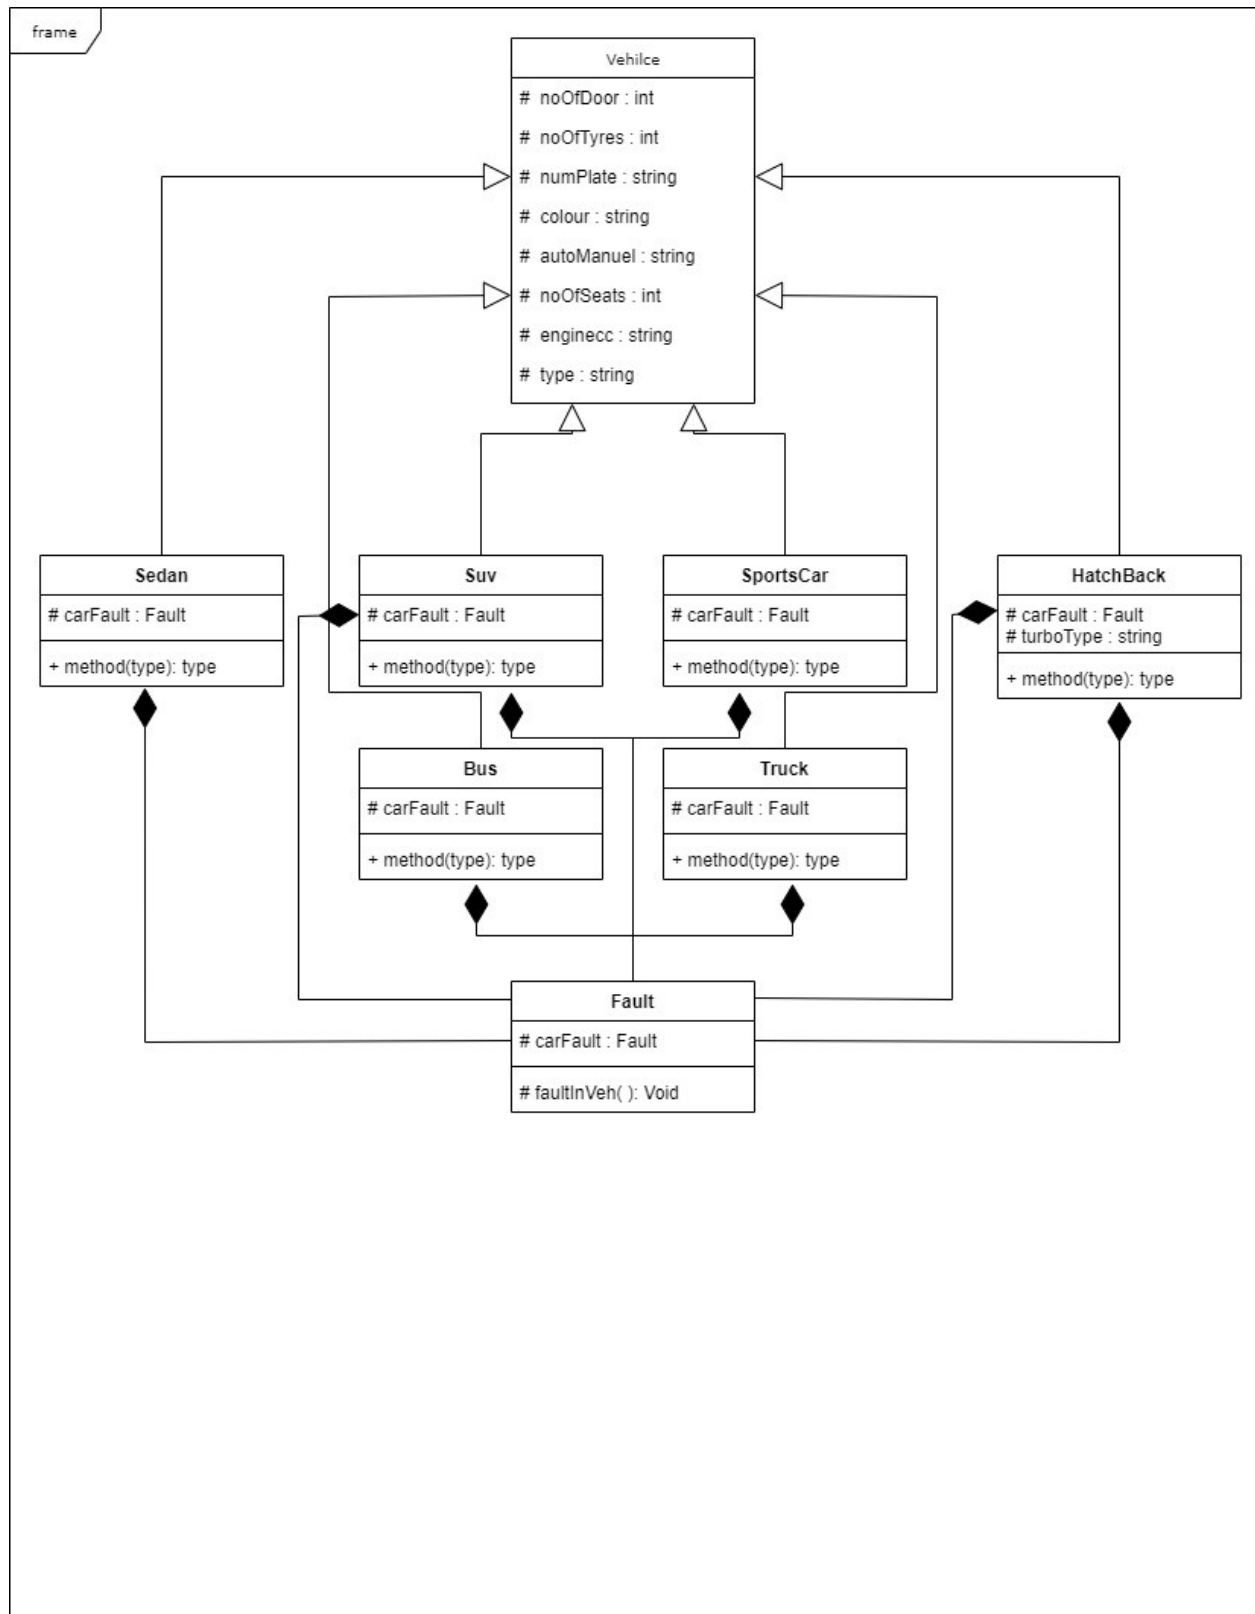 frame
Vehilce
# noOfDoor : int
# noOfTyres : int
# numPlate : string
# colour : string
# autoManuel : string
# noOfSeats : int
# enginecc : string
# type : string
Sedan
# carFault : Fault
+ method(type): type
Suv
# carFault : Fault
+ method(type): type
SportsCar
# carFault : Fault
+ method(type): type
HatchBack
# carFault : Fault
# turboType : string
+ method(type): type
Bus
# carFault : Fault
+ method(type): type
Truck
# carFault : Fault
+ method(type): type
Fault
# carFault : Fault
# faultInVeh( ): Void